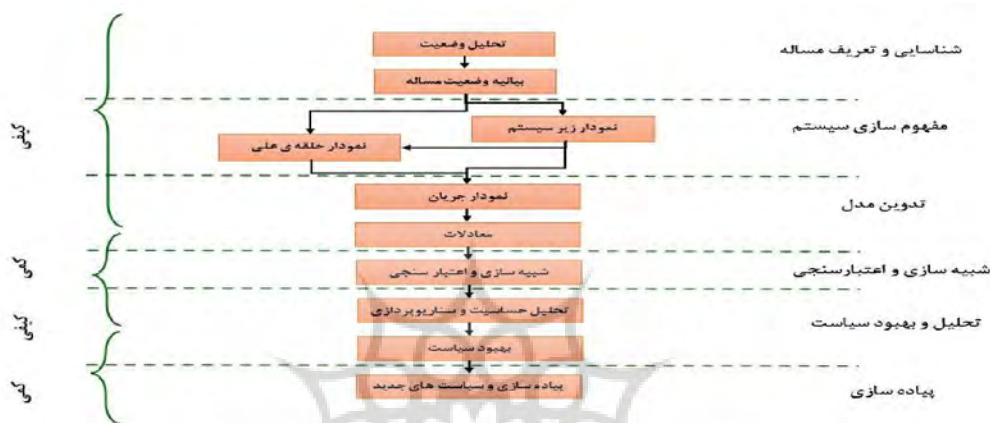 شناسایی و تعریف مساله
تحلیل وضعیت
بیانیه وضعیت مساله
مفهوم سازی سیستم
نمودار زیر سیستم
نمودار حلقه ی علی
کیفی
تدوین مدل
نمودار جریان
معادلات
شبیه سازی و اعتبارسنجی
شبیه سازی و اعتبار سنجی
کمی
تحلیل و بهبود سیاست
تحلیل حساسیت و سناریوپردازی
کیفی
بهبود سیاست
پیاده سازی
پیاده سازی و سیاست های جدید
کمی